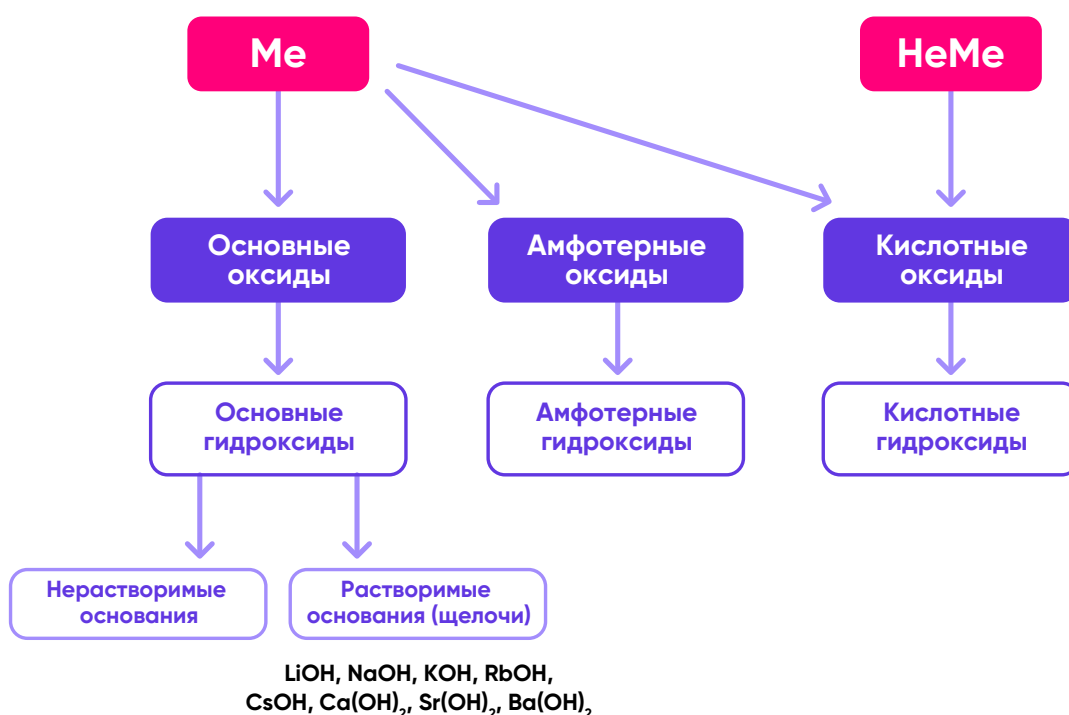 Me
НеМе
Основные
оксиды
Амфотерные
оксиды
Кислотные
оксиды
Основные
гидроксиды
Амфотерные
гидроксиды
Кислотные
гидроксиды
Нерастворимые
основания
Растворимые
основания (щелочи)
LiOH, NaOH, KOH, RbOH,
CsOH, Ca(OH)₂, Sr(OH)₂, Ba(OH)₂